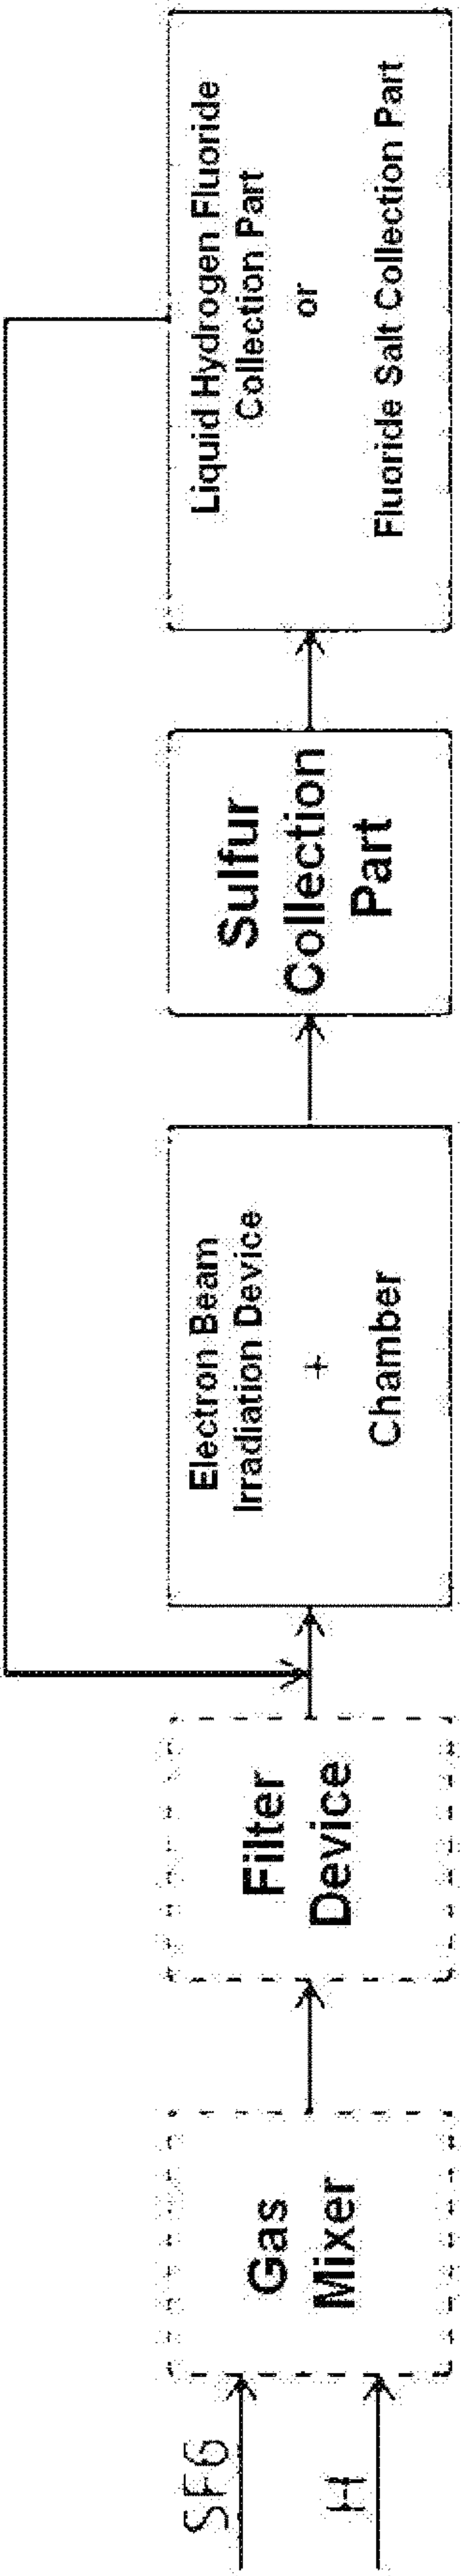 SF6
H
Gas
Mixer
Filter
Device
Electron Beam
Irradiation Device
+
Chamber
Sulfur
Collection
Part
Liquid Hydrogen Fluoride
Collection Part
or
Fluoride Salt Collection Part